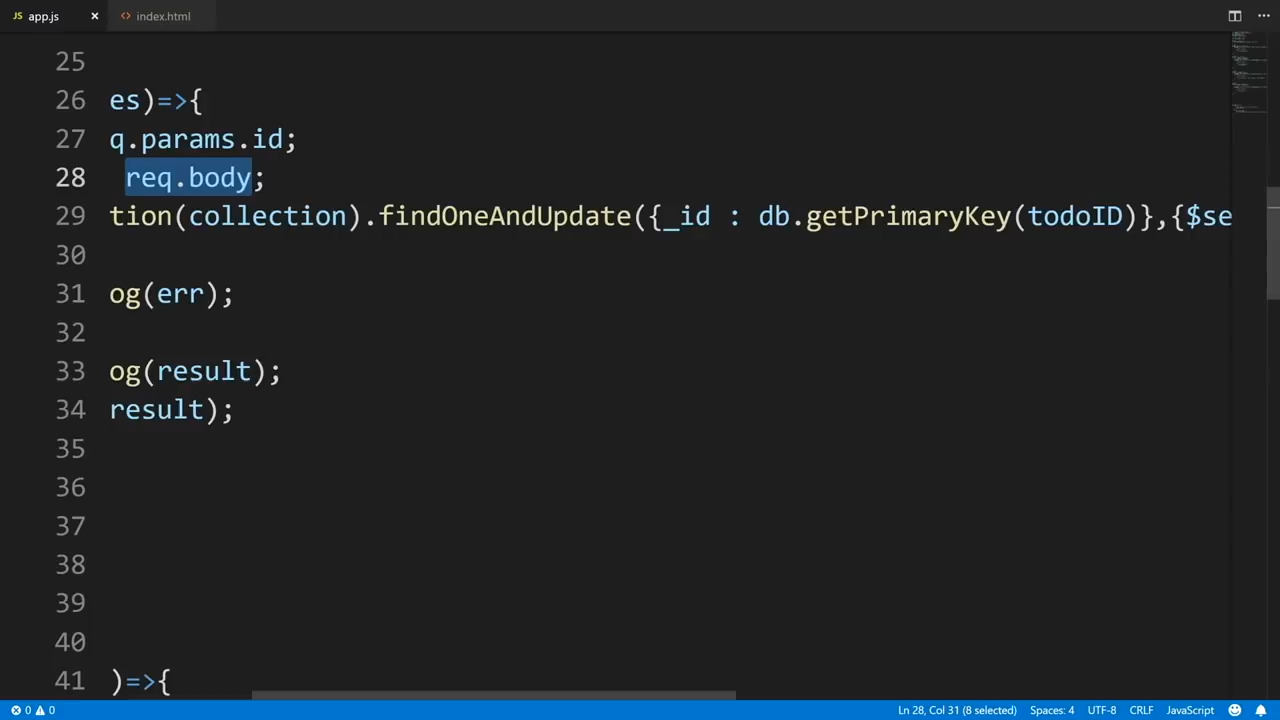 JS app.js × <> index.html
25
26 es)=>{
27 q.params.id;
28 req.body;
29 tion(collection).findOneAndUpdate({_id : db.getPrimaryKey(todoID)},{$se
30
31 og(err);
32
33 og(result);
34 result);
35
36
37
38
39
40
41 )=>{
0 0 Ln 28, Col 31 (8 selected) Spaces: 4 UTF-8 CRLF JavaScript